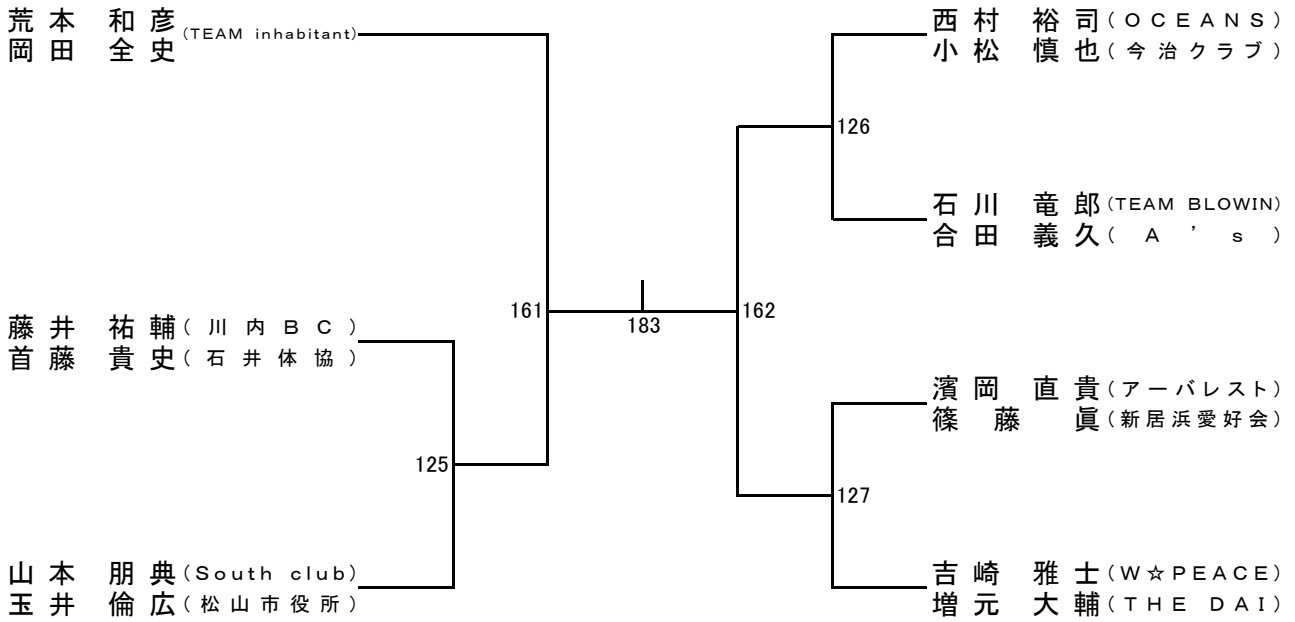 荒本 和彦(TEAM inhabitant)
岡田 全史
藤井 祐輔(川内BC)
首藤 貴史(石井体協)
山本 朋典(South club)
玉井 倫広(松山市役所)
125
161
183
162
126
127
西村 裕司(OCEANS)
小松 慎也(今治クラブ)
石川 竜郎(TEAM BLOWIN)
合田 義久(A's)
濱岡 直貴(アーバレスト)
篠藤 眞(新居浜愛好会)
吉崎 雅士(W☆PEACE)
増元 大輔(THE DAI)